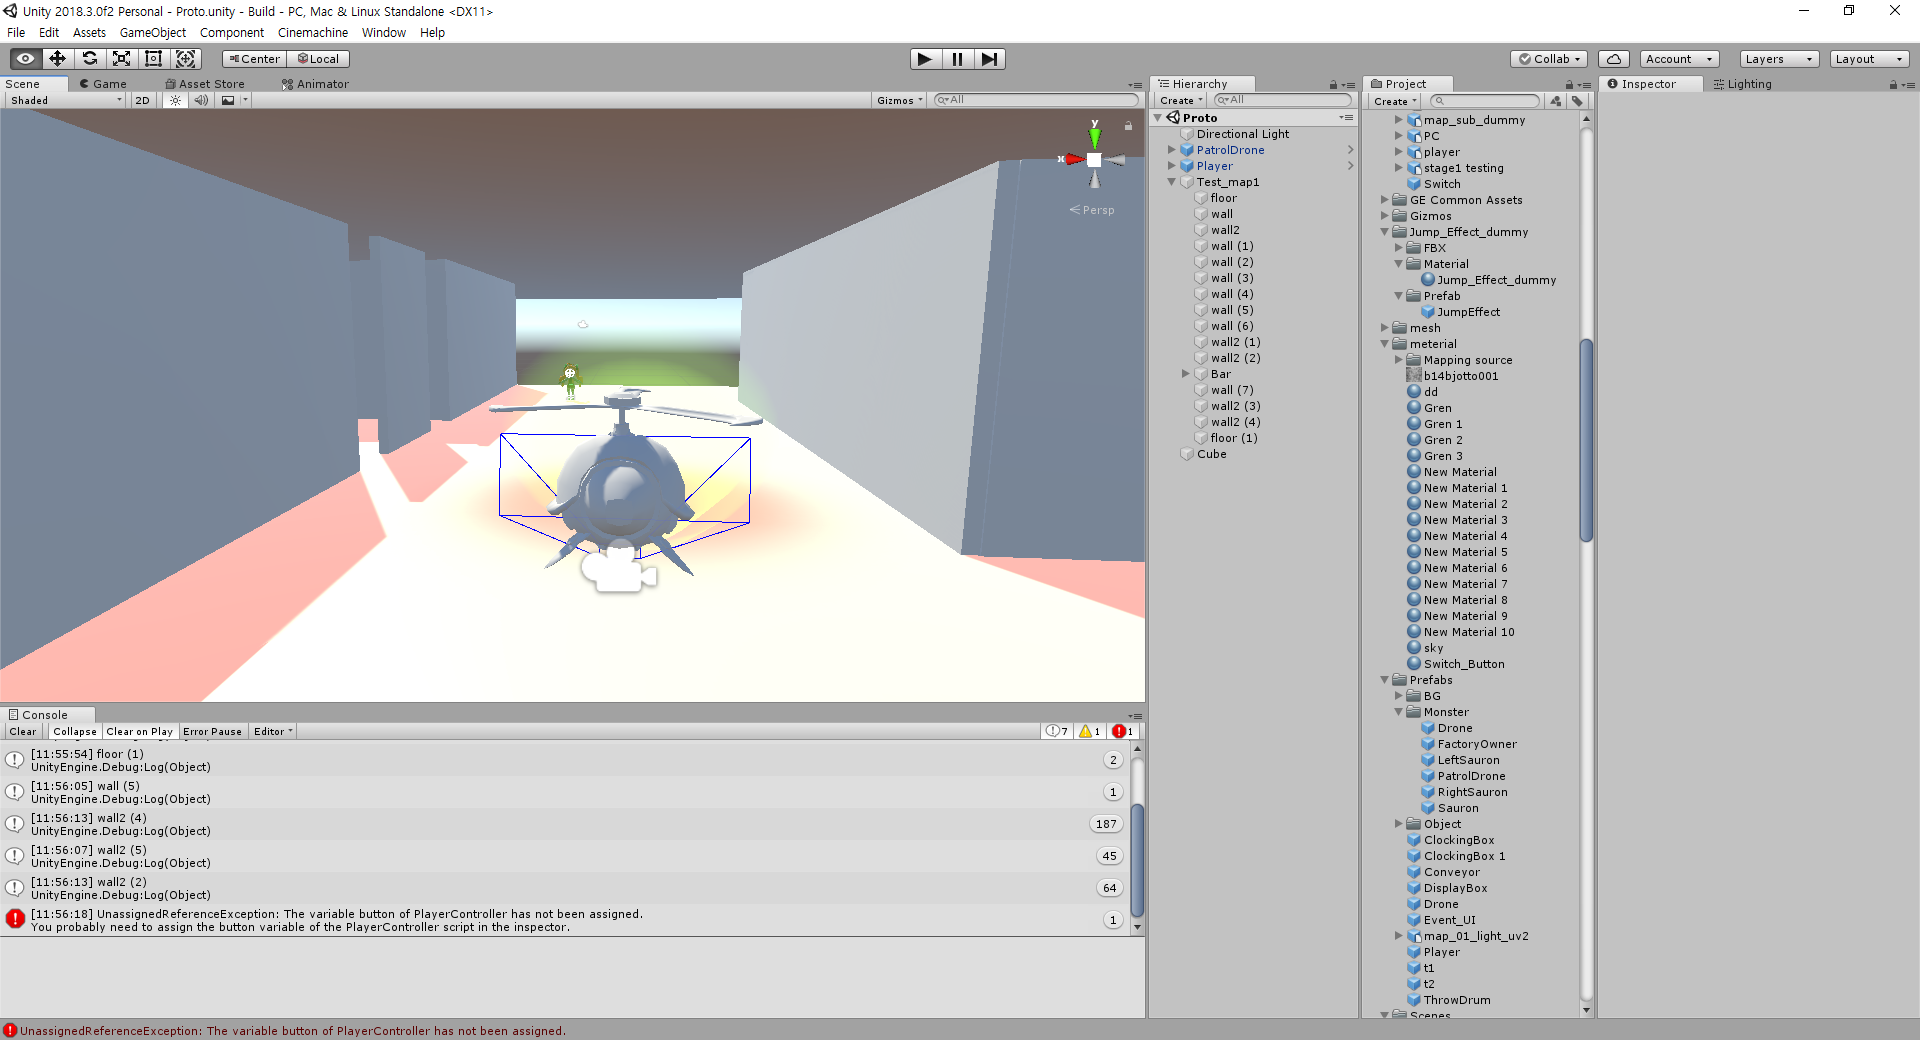 Unity 2018.3.0f2 Personal - Proto.unity - Build - PC, Mac & Linux Standalone <DX11>
File Edit Assets GameObject Component Cinemachine Window Help
Center Local
Collab Account Layers Layout
Scene Game Asset Store Animator
Shaded 2D Gizmos All
y
x
Persp
Console
Clear Collapse Clear on Play Error Pause Editor 7 1 1
[11:55:54] floor (1)
UnityEngine.Debug:Log(Object)
2
[11:56:05] wall (5)
UnityEngine.Debug:Log(Object)
1
[11:56:13] wall2 (4)
UnityEngine.Debug:Log(Object)
187
[11:56:07] wall2 (5)
UnityEngine.Debug:Log(Object)
45
[11:56:13] wall2 (2)
UnityEngine.Debug:Log(Object)
64
[11:56:18] UnassignedReferenceException: The variable button of PlayerController has not been assigned.
You probably need to assign the button variable of the PlayerController script in the inspector.
1
UnassignedReferenceException: The variable button of PlayerController has not been assigned.
Hierarchy
Create All
Proto
Directional Light
PatrolDrone
Player
Test_map1
floor
wall
wall2
wall (1)
wall (2)
wall (3)
wall (4)
wall (5)
wall (6)
wall2 (1)
wall2 (2)
Bar
wall (7)
wall2 (3)
wall2 (4)
floor (1)
Cube
Project
Create
map_sub_dummy
PC
player
stage1 testing
Switch
GE Common Assets
Gizmos
Jump_Effect_dummy
FBX
Material
Jump_Effect_dummy
Prefab
JumpEffect
mesh
meterial
Mapping source
b14bjotto001
dd
Gren
Gren 1
Gren 2
Gren 3
New Material
New Material 1
New Material 2
New Material 3
New Material 4
New Material 5
New Material 6
New Material 7
New Material 8
New Material 9
New Material 10
sky
Switch_Button
Prefabs
BG
Monster
Drone
FactoryOwner
LeftSauron
PatrolDrone
RightSauron
Sauron
Object
ClockingBox
ClockingBox 1
Conveyor
DisplayBox
Drone
Event_UI
map_01_light_uv2
Player
t1
t2
ThrowDrum
Scenes
Inspector Lighting